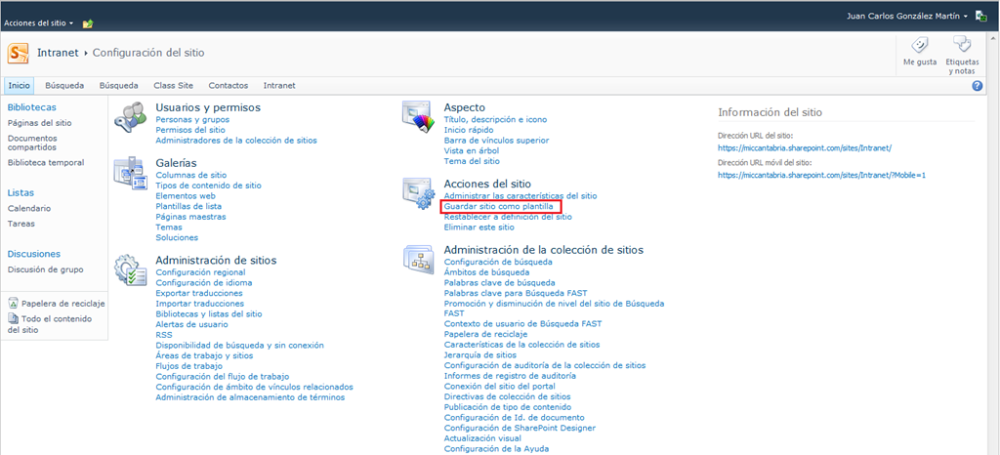 Acciones del sitio
Juan Carlos González Martín
Intranet Configuración del sitio
Me gusta
Etiquetas
y notas
Inicio Búsqueda Búsqueda Class Site Contactos Intranet
Bibliotecas
Páginas del sitio
Documentos
compartidos
Biblioteca temporal
Listas
Calendario
Tareas
Discusiones
Discusión de grupo
Papelera de reciclaje
Todo el contenido
del sitio
Usuarios y permisos
Personas y grupos
Permisos del sitio
Administradores de la colección de sitios
Galerías
Columnas de sitio
Tipos de contenido de sitio
Elementos web
Plantillas de lista
Páginas maestras
Temas
Soluciones
Administración de sitios
Configuración regional
Configuración de idioma
Exportar traducciones
Importar traducciones
Bibliotecas y listas del sitio
Alertas de usuario
RSS
Disponibilidad de búsqueda y sin conexión
Áreas de trabajo y sitios
Flujos de trabajo
Configuración del flujo de trabajo
Configuración de ámbito de vínculos relacionados
Administración de almacenamiento de términos
Aspecto
Título, descripción e icono
Inicio rápido
Barra de vínculos superior
Vista en árbol
Tema del sitio
Acciones del sitio
Administrar las características del sitio
Guardar sitio como plantilla
Restablecer a definición del sitio
Eliminar este sitio
Administración de la colección de sitios
Configuración de búsqueda
Ámbitos de búsqueda
Palabras clave de búsqueda
Palabras clave para Búsqueda FAST
Promoción y disminución de nivel del sitio de Búsqueda
FAST
Contexto de usuario de Búsqueda FAST
Papelera de reciclaje
Características de la colección de sitios
Jerarquía de sitios
Configuración de auditoría de la colección de sitios
Informes de registro de auditoría
Conexión del sitio del portal
Directivas de colección de sitios
Publicación de tipo de contenido
Configuración de Id. de documento
Configuración de SharePoint Designer
Actualización visual
Configuración de la Ayuda
Información del sitio
Dirección URL del sitio:
https://miccantabria.sharepoint.com/sites/Intranet/
Dirección URL móvil del sitio:
https://miccantabria.sharepoint.com/sites/Intranet/?Mobile=1